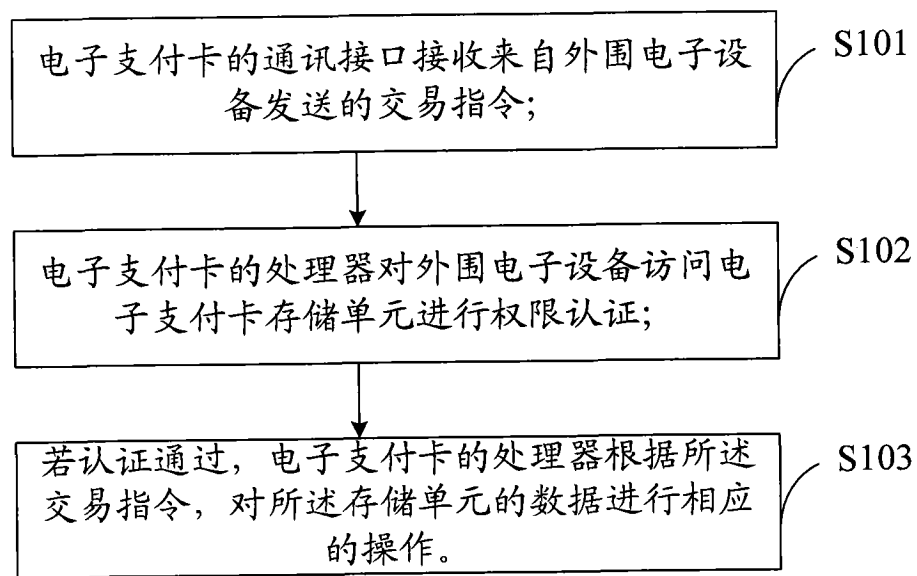 电子支付卡的通讯接口接收来自外围电子设
备发送的交易指令;
S101
电子支付卡的处理器对外围电子设备访问电
子支付卡存储单元进行权限认证;
S102
若认证通过，电子支付卡的处理器根据所述
交易指令，对所述存储单元的数据进行相应
的操作。
S103